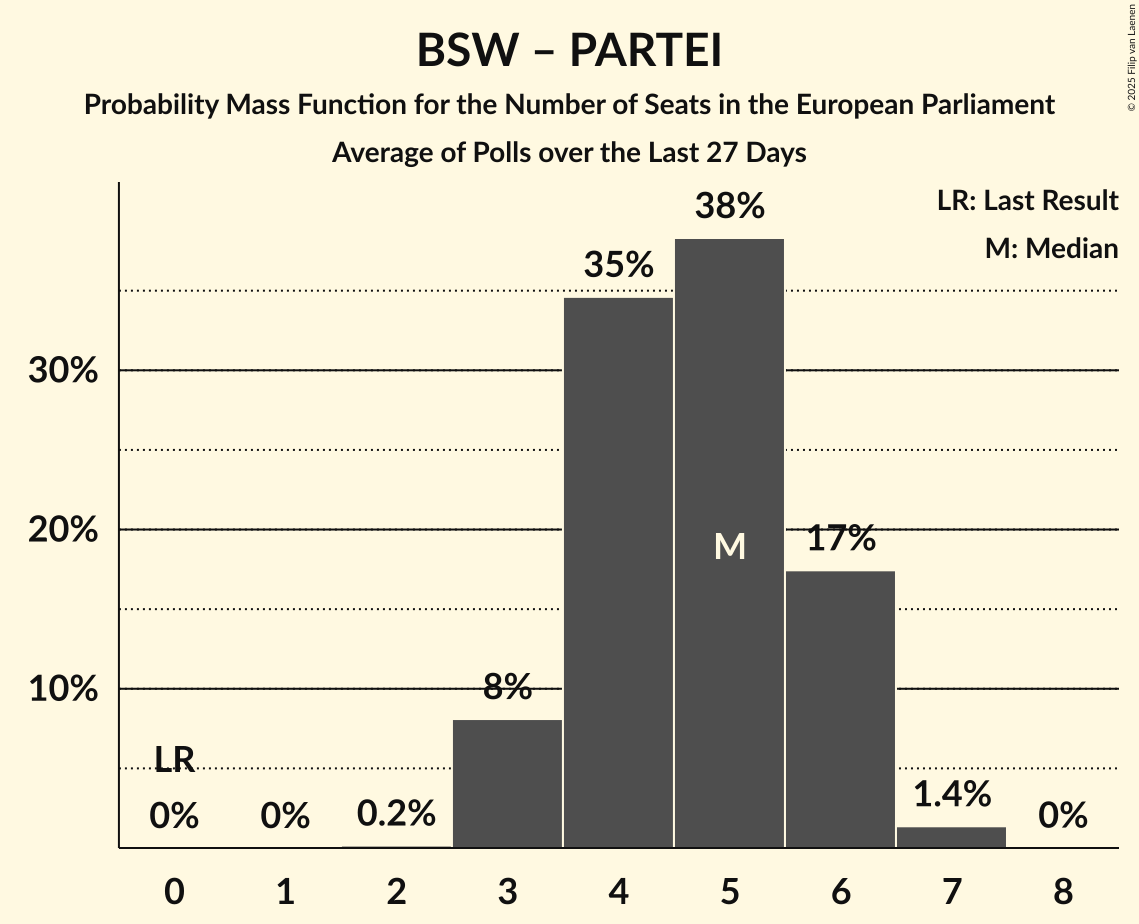 BSW – PARTEI
Probability Mass Function for the Number of Seats in the European Parliament
Average of Polls over the Last 27 Days
© 2025 Filip van Laenen
LR: Last Result
M: Median
38%
35%
30%
20%
17%
M
10%
8%
LR
0%
0%
0.2%
1.4%
0%
0 1 2 3 4 5 6 7 8